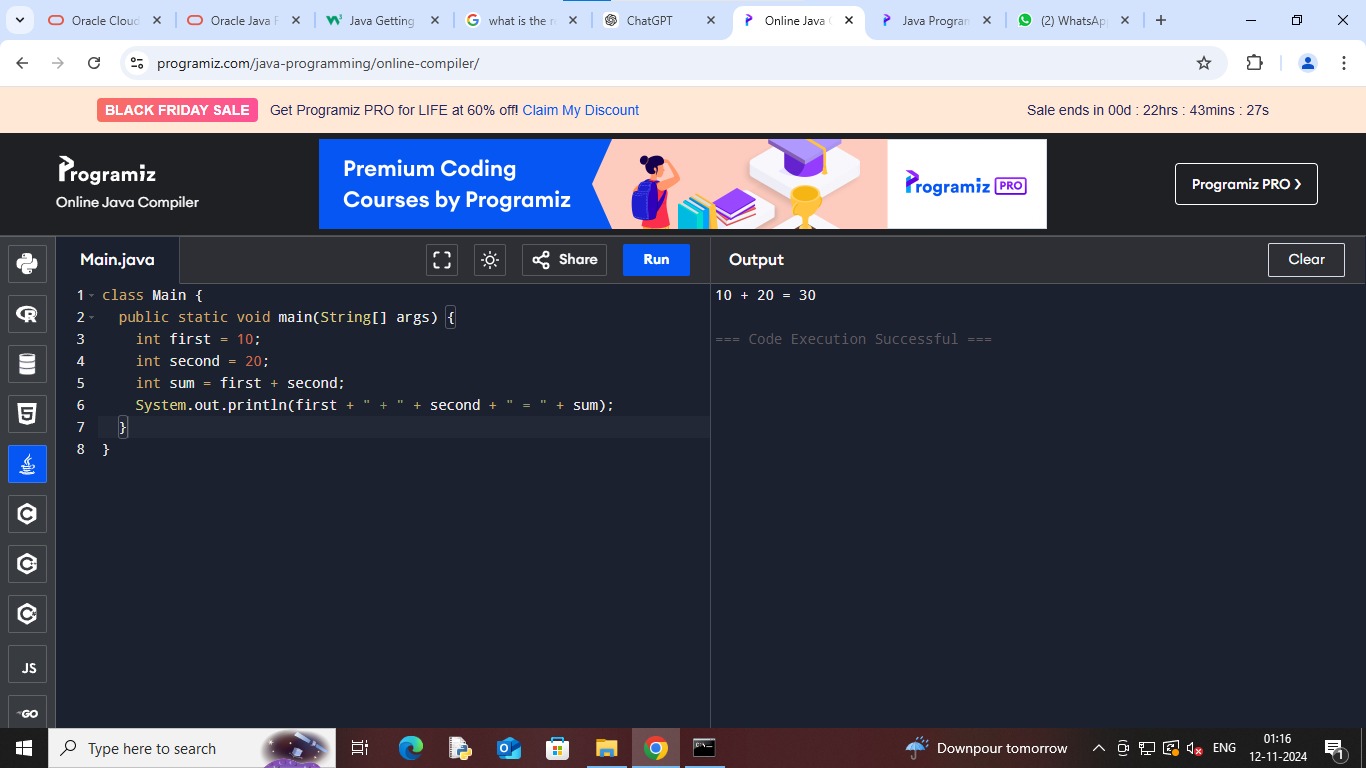 Oracle Cloud
Oracle Java
Java Getting
what is the
ChatGPT
Online Java
Java Program
(2) WhatsApp
programiz.com/java-programming/online-compiler/
BLACK FRIDAY SALE Get Programiz PRO for LIFE at 60% off! Claim My Discount
Sale ends in 00d : 22hrs : 43mins : 27s
Programiz
Online Java Compiler
Premium Coding
Courses by Programiz
Programiz PRO
Programiz PRO ❯
Main.java
Share
Run
Output
Clear
1 class Main {
2 public static void main(String[] args) {
3 int first = 10;
4 int second = 20;
5 int sum = first + second;
6 System.out.println(first + " + " + second + " = " + sum);
7 }
8 }
10 + 20 = 30
=== Code Execution Successful ===
R
5
C
C
C
JS
GO
Type here to search
Downpour tomorrow
ENG
01:16
12-11-2024
1